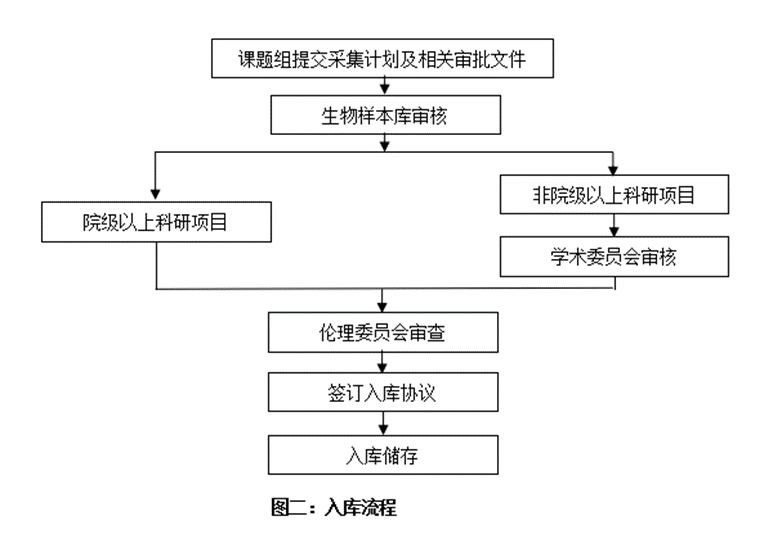 课题组提交采集计划及相关审批文件
生物样本库审核
非院级以上科研项目
院级以上科研项目
学术委员会审核
伦理委员会审查
签订入库协议
入库储存
图二：入库流程